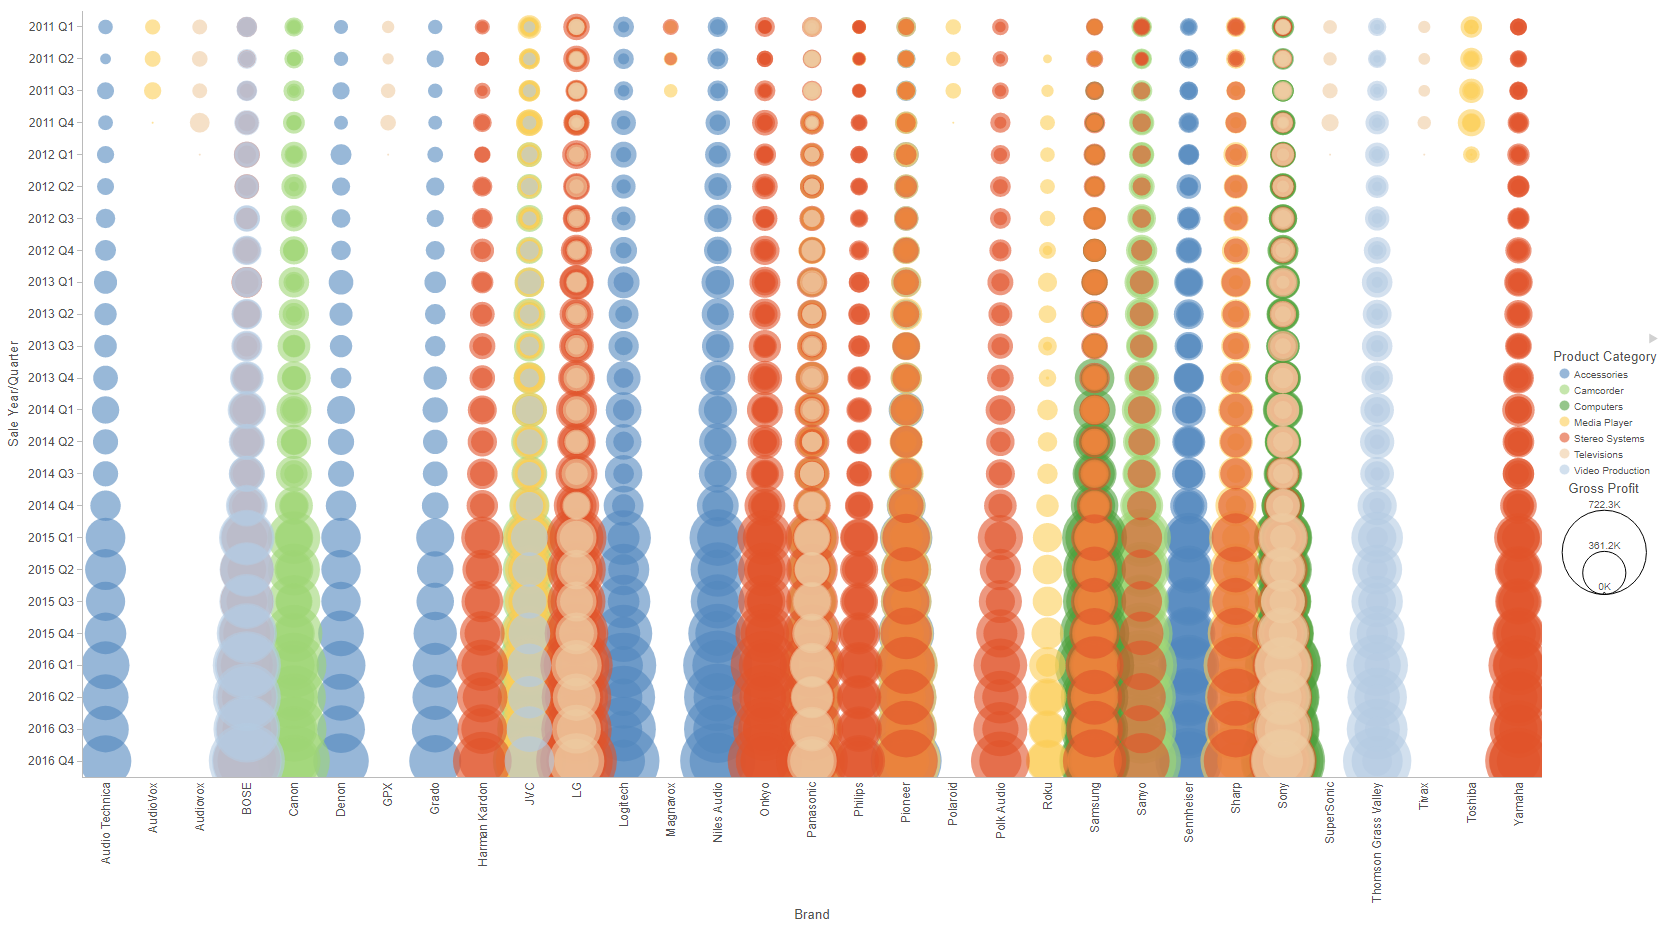 2011 Q1
2011 Q2
2011 Q3
2011 Q4
2012 Q1
2012 Q2
2012 Q3
2012 Q4
2013 Q1
2013 Q2
2013 Q3
2013 Q4
2014 Q1
2014 Q2
2014 Q3
2014 Q4
2015 Q1
2015 Q2
2015 Q3
2015 Q4
2016 Q1
2016 Q2
2016 Q3
2016 Q4
Sale Year/Quarter
Audio Technica
AudioVox
Audiovox
BOSE
Canon
Denon
GPX
Grado
Harman Kardon
JVC
LG
Logitech
Magnavox
Niles Audio
Onkyo
Panasonic
Philips
Pioneer
Polaroid
Polk Audio
Roku
Samsung
Sanyo
Sennheiser
Sharp
Sony
SuperSonic
Thomson Grass Valley
Tivax
Toshiba
Yamaha
Brand
Product Category
Accessories
Camcorder
Computers
Media Player
Stereo Systems
Televisions
Video Production
Gross Profit
722.3K
361.2K
0K